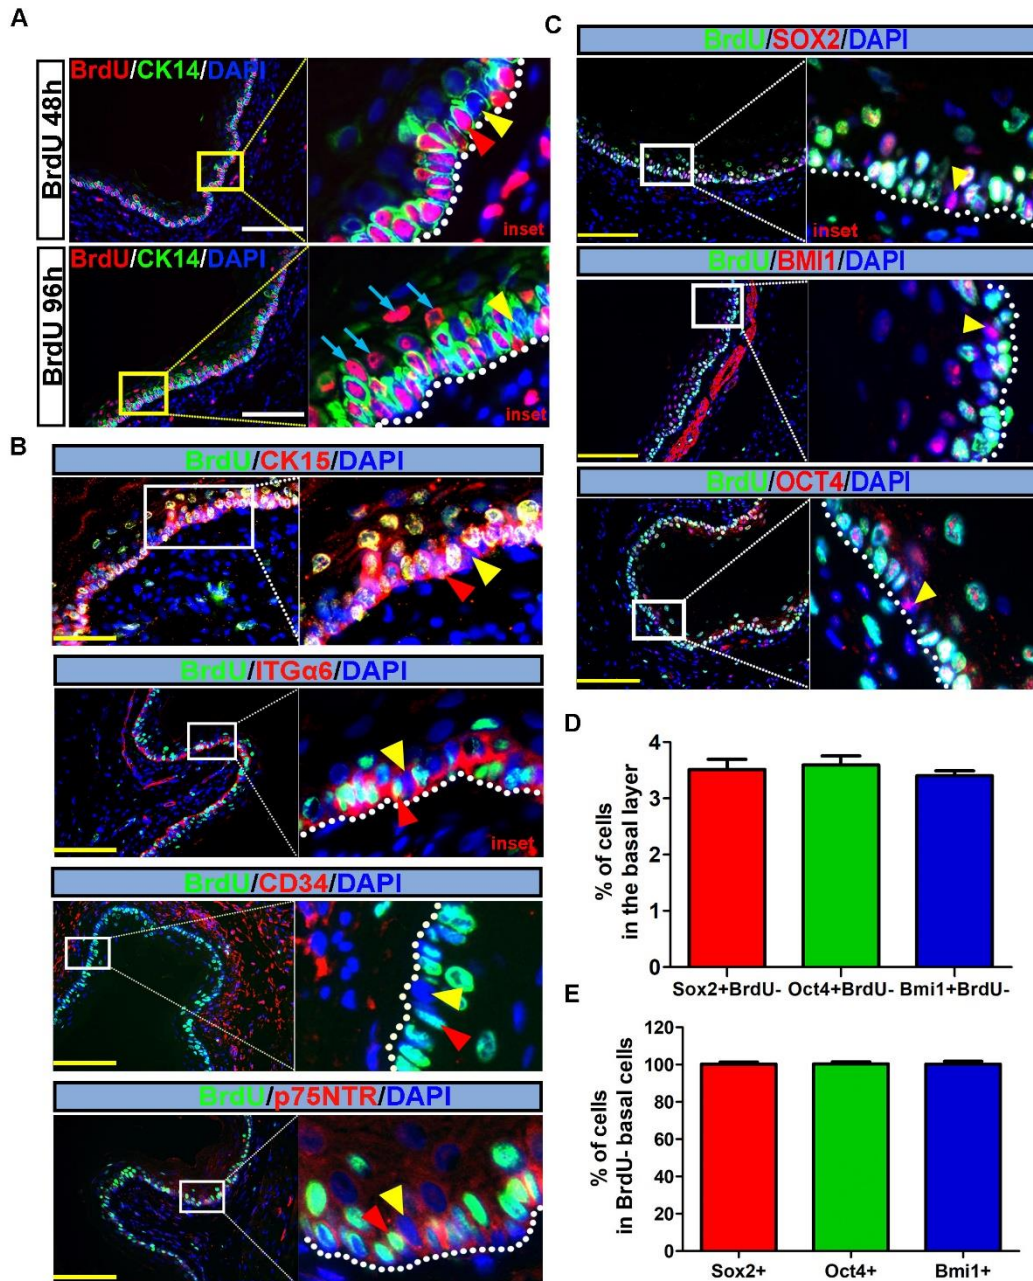 A
BrdU 48h
BrdU/CK14/DAPI
inset
BrdU 96h
BrdU/CK14/DAPI
inset
B
BrdU/CK15/DAPI
BrdU/ITGα6/DAPI
inset
BrdU/CD34/DAPI
BrdU/p75NTR/DAPI
C
BrdU/SOX2/DAPI
inset
BrdU/BMI1/DAPI
BrdU/OCT4/DAPI
D
% of cells
in the basal layer
4
3
2
1
0
Sox2+BrdU- Oct4+BrdU- Bmi1+BrdU-
E
% of cells
in BrdU- basal cells
120
100
80
60
40
20
0
Sox2+ Oct4+ Bmi1+